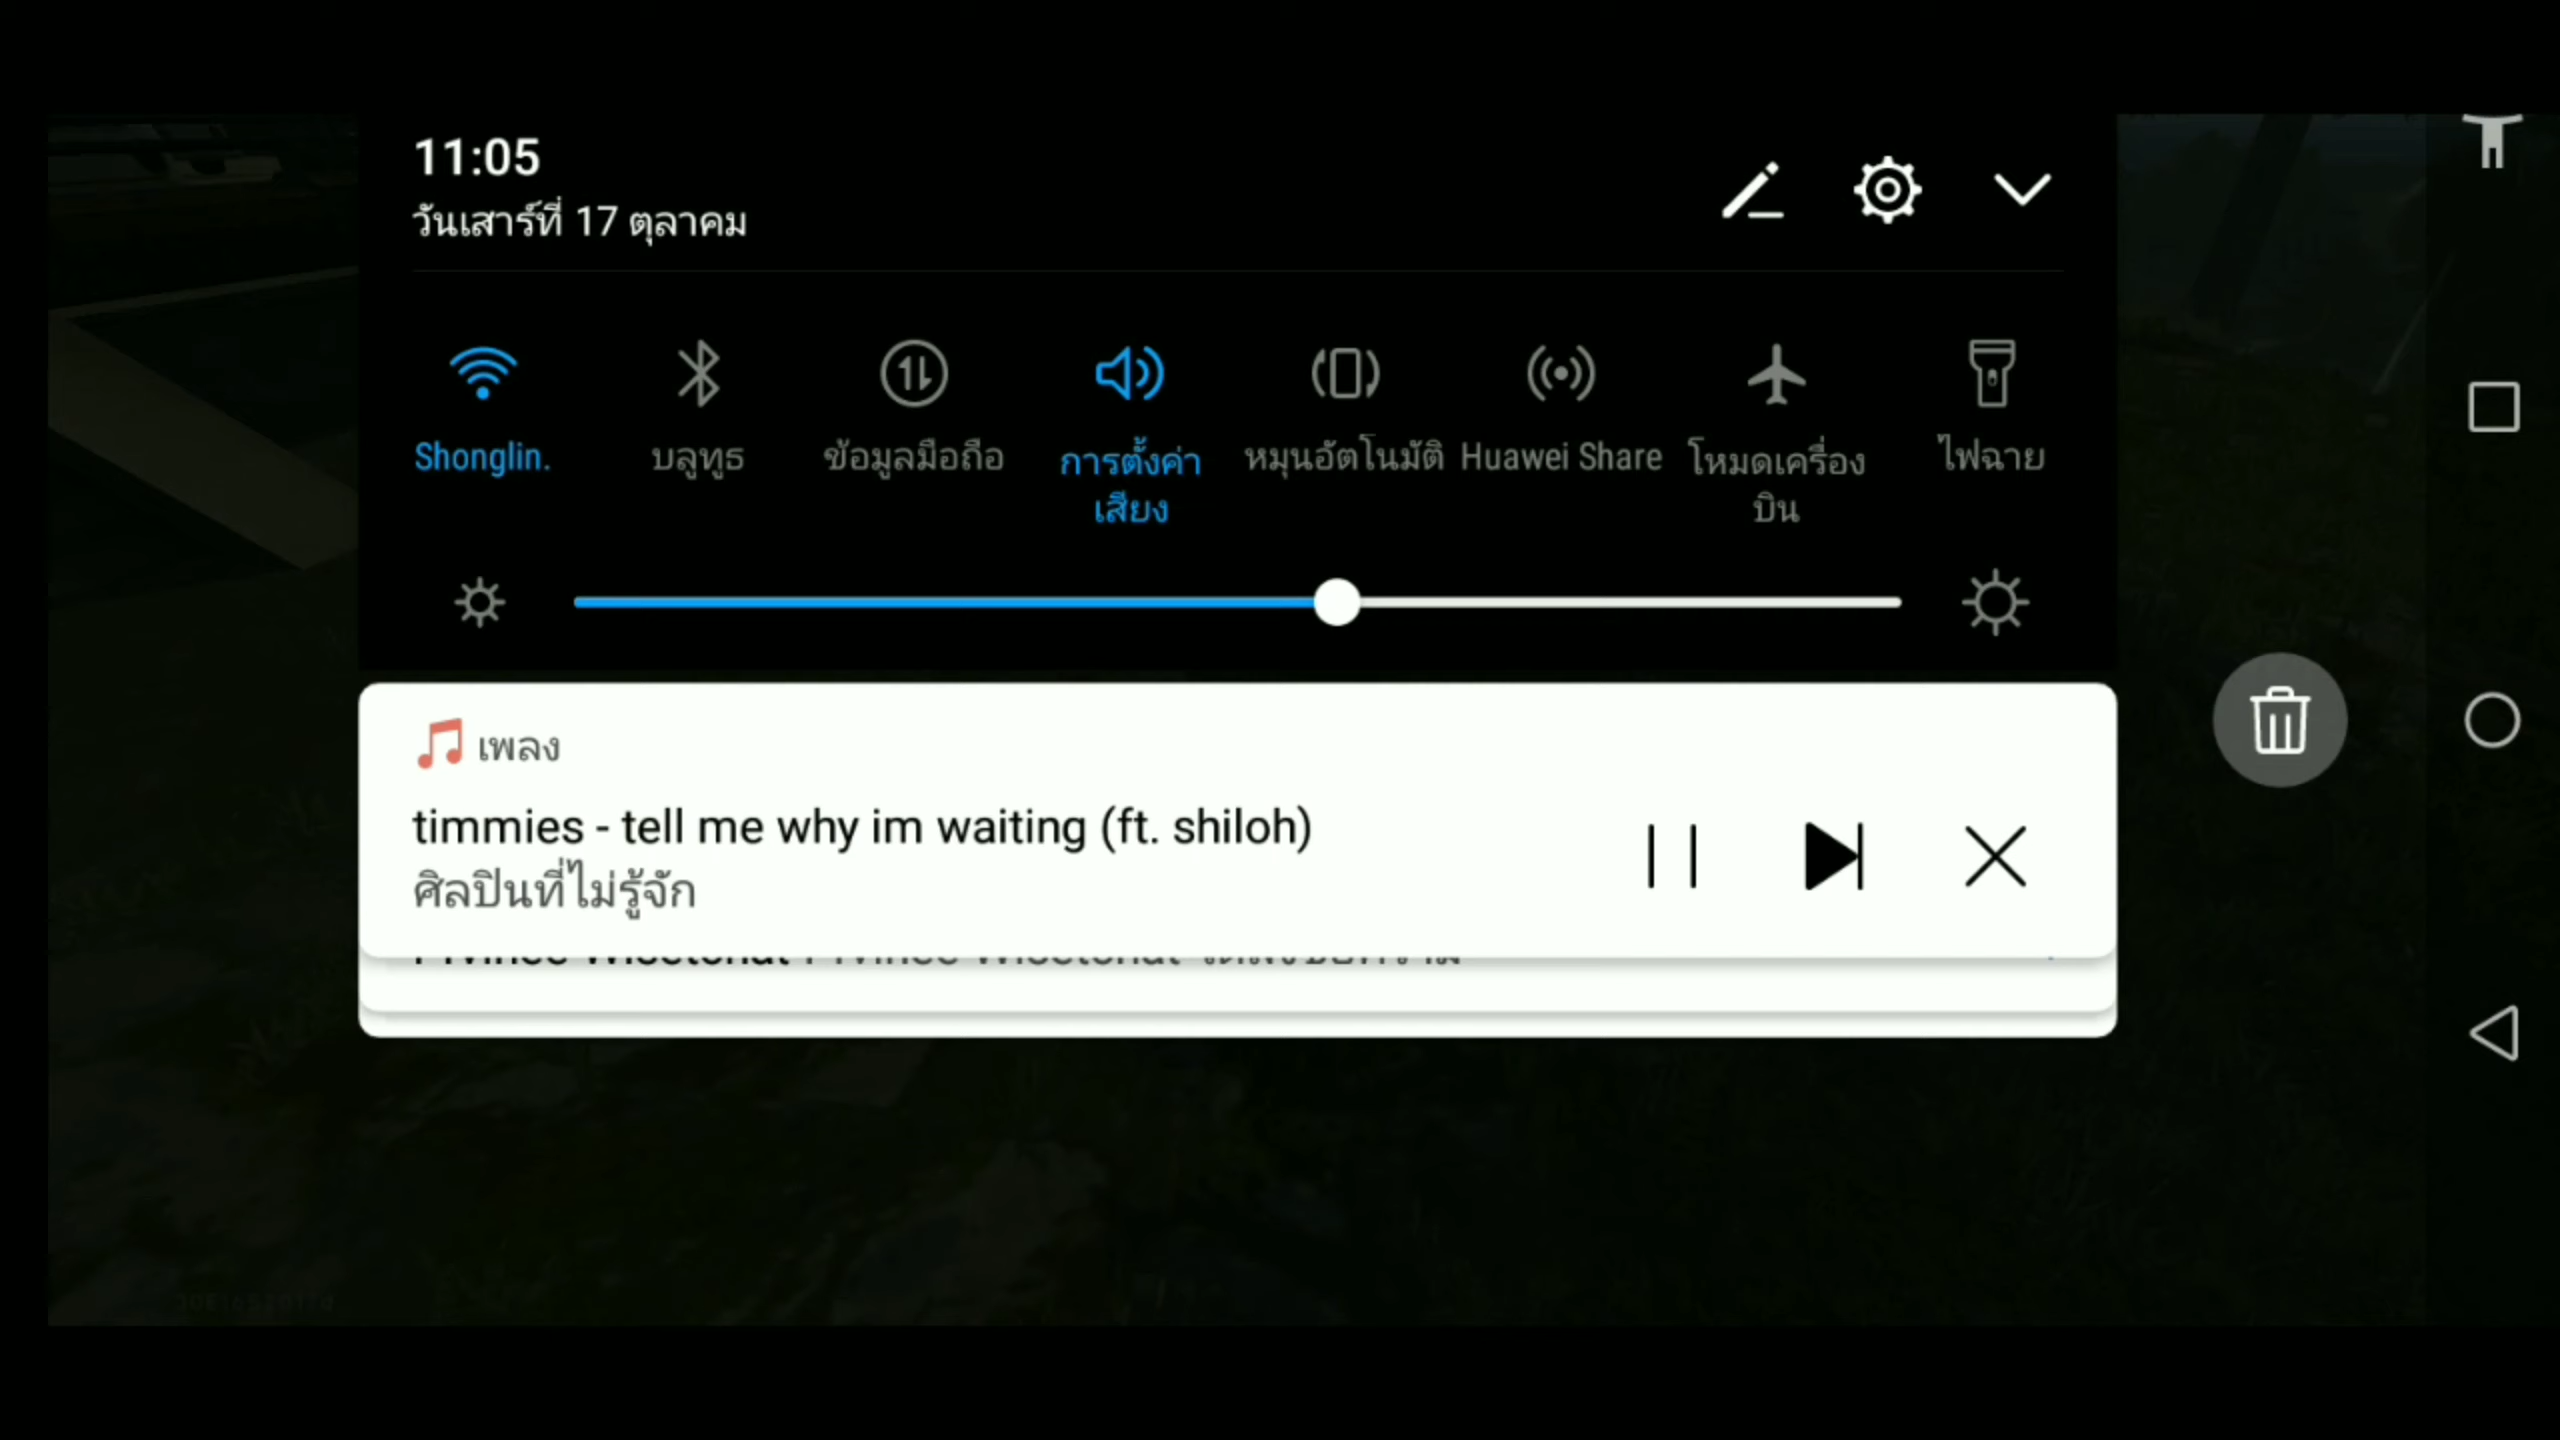 11:05
วันเสาร์ที่ 17 ตุลาคม
Shonglin.
บลูทูธ
ข้อมูลมือถือ
การตั้งค่า
เสียง
หมุนอัตโนมัติ
Huawei Share
โหมดเครื่อง
บิน
ไฟฉาย
เพลง
timmies - tell me why im waiting (ft. shiloh)
ศิลปินที่ไม่รู้จัก